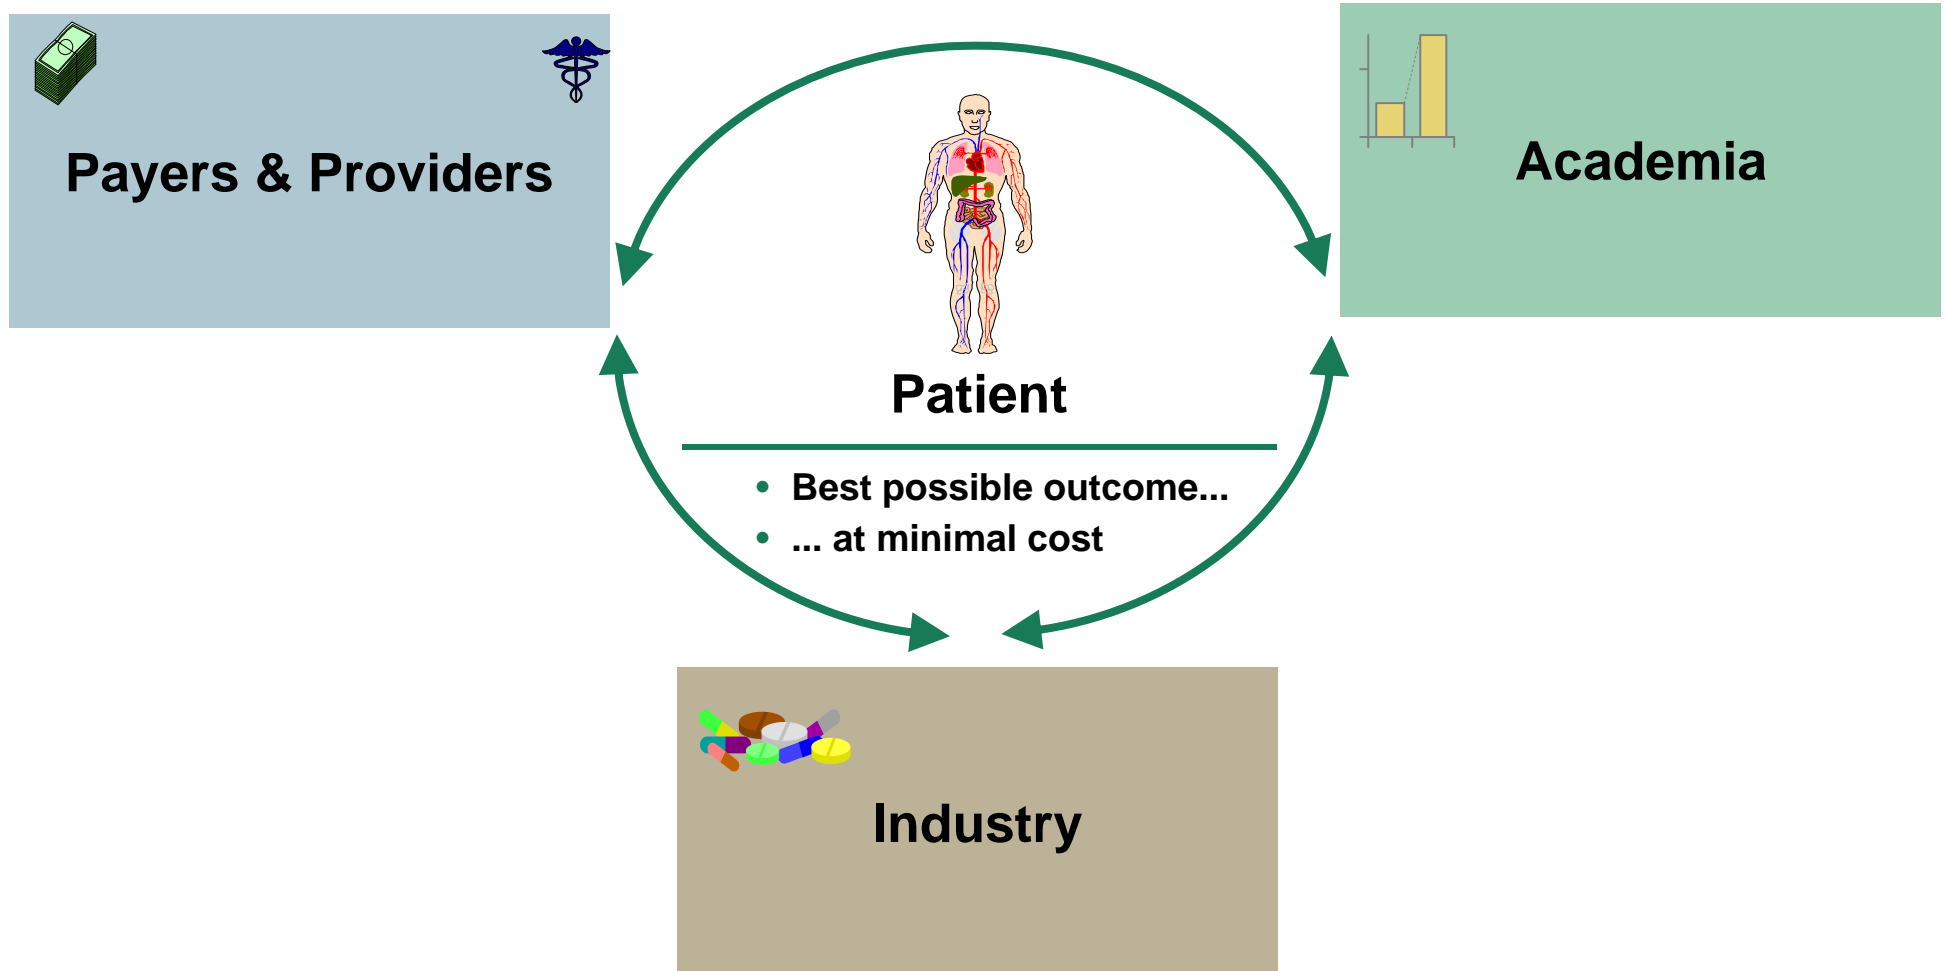 Payers & Providers
Academia
Patient
• Best possible outcome...
• ... at minimal cost
Industry